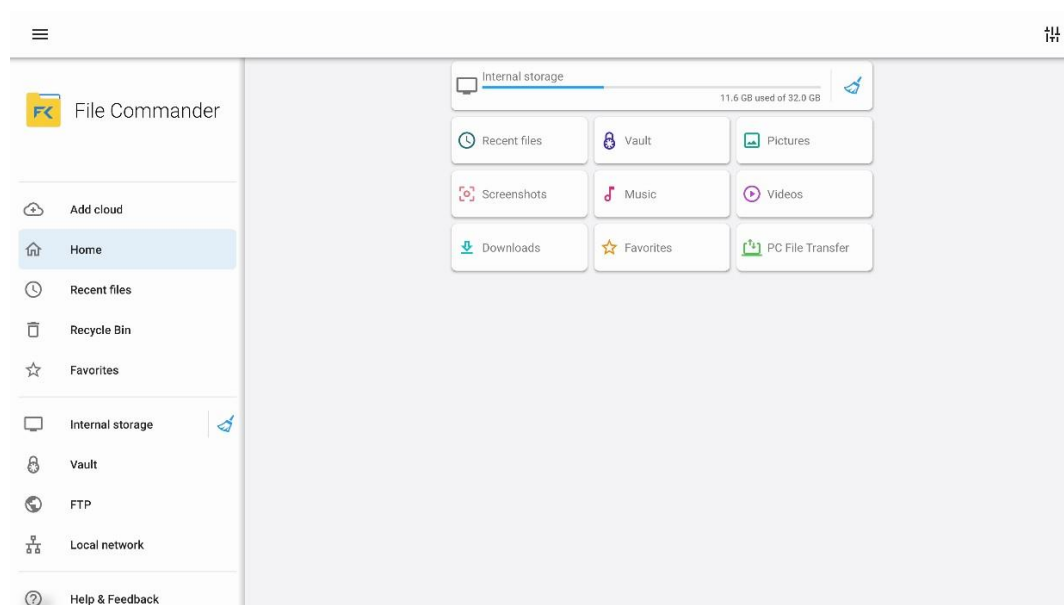 File Commander
Add cloud
Home
Recent files
Recycle Bin
Favorites
Internal storage
Vault
FTP
Local network
Help & Feedback
Internal storage
11.6 GB used of 32.0 GB
Recent files
Vault
Pictures
Screenshots
Music
Videos
Downloads
Favorites
PC File Transfer